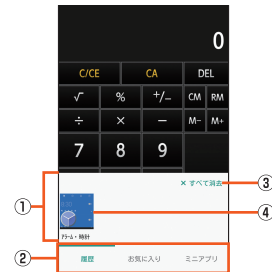 0
C/CE CA DEL
√ % +/− CM RM
÷ × − M− M+
7 8 9
× すべて消去
③
①
④
アラーム・時計
②
履歴 お気に入り ミニアプリ